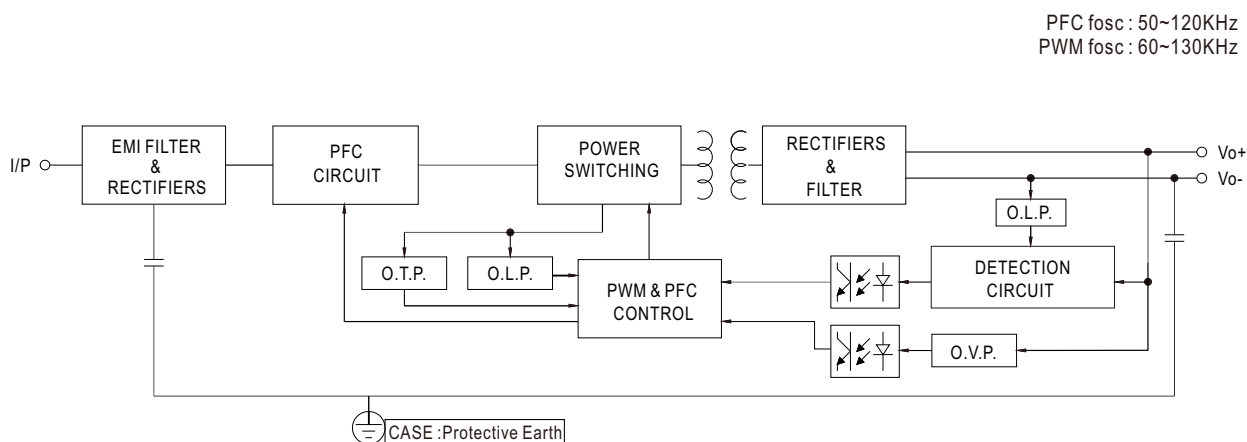 PFC fosc : 50~120KHz
PWM fosc : 60~130KHz
I/P
EMI FILTER
&
RECTIFIERS
PFC
CIRCUIT
POWER
SWITCHING
RECTIFIERS
&
FILTER
Vo+
Vo-
O.L.P.
O.T.P.
O.L.P.
PWM & PFC
CONTROL
DETECTION
CIRCUIT
O.V.P.
CASE :Protective Earth